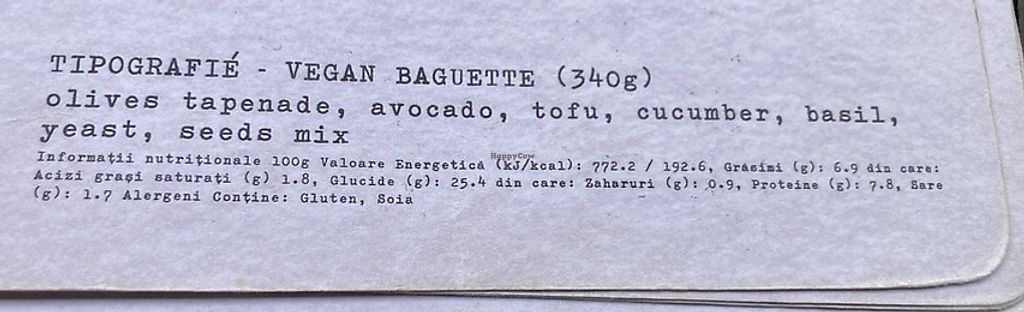 TIPOGRAFIÉ - VEGAN BAGUETTE (340g)
olives tapenade, avocado, tofu, cucumber, basil,
yeast, seeds mix
HappyCow
Informații nutriționale 100g Valoare Energetică (kJ/kcal): 772.2 / 192.6, Grăsimi (g): 6.9 din care:
Acizi grași saturați (g) 1.8, Glucide (g): 25.4 din care: Zaharuri (g): 0.9, Proteine (g): 7.8, Sare
(g): 1.7 Alergeni Conține: Gluten, Soia